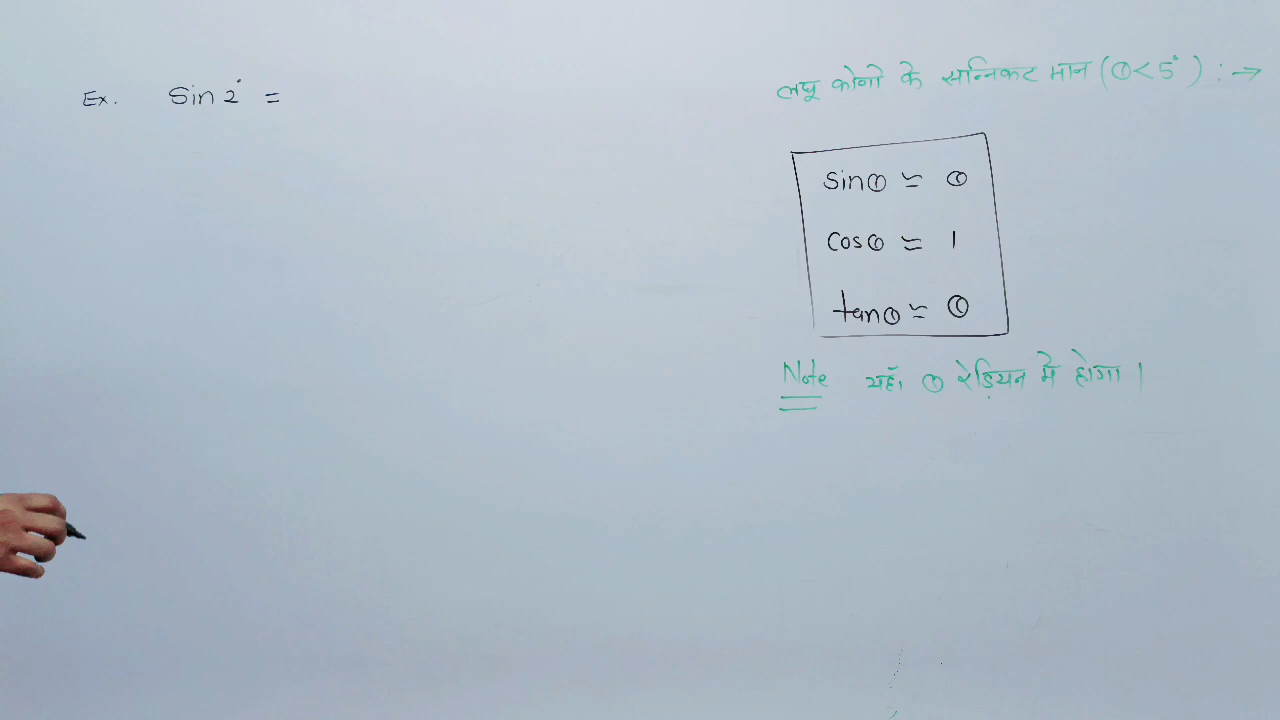 Ex. Sin 2° =
लघु कोणो के सन्निकट मान (θ < 5°) : →
sinθ ≃ θ
cosθ ≃ 1
tanθ ≃ θ
Note यहाँ θ रेडियन में होगा |